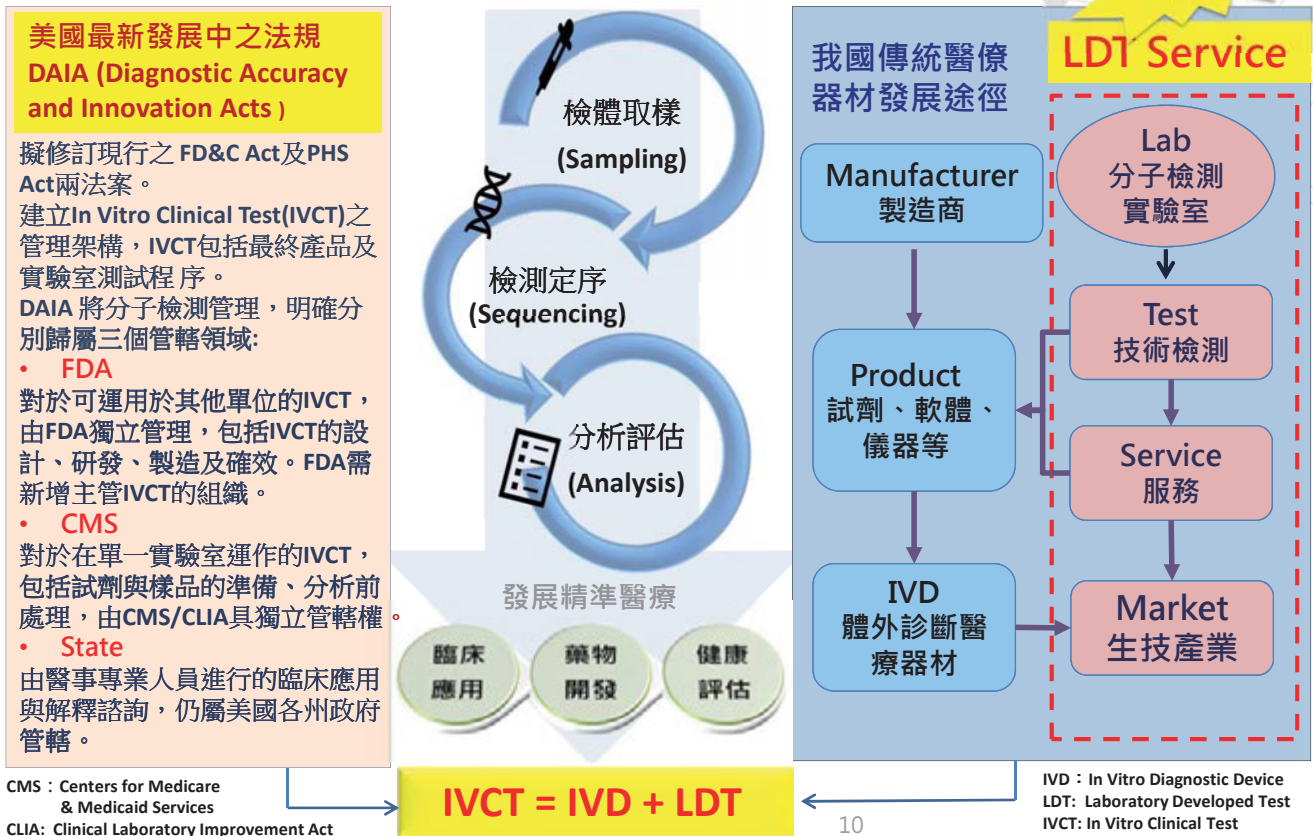 美國最新發展中之法規
DAIA (Diagnostic Accuracy
and Innovation Acts )
擬修訂現行之 FD&C Act及PHS
Act兩法案。
建立In Vitro Clinical Test(IVCT)之
管理架構，IVCT包括最終產品及
實驗室測試程 序。
DAIA 將分子檢測管理，明確分
別歸屬三個管轄領域:
• FDA
對於可運用於其他單位的IVCT，
由FDA獨立管理，包括IVCT的設
計、研發、製造及確效。FDA需
新增主管IVCT的組織。
• CMS
對於在單一實驗室運作的IVCT，
包括試劑與樣品的準備、分析前
處理，由CMS/CLIA具獨立管轄權。
• State
由醫事專業人員進行的臨床應用
與解釋諮詢，仍屬美國各州政府
管轄。
CMS：Centers for Medicare
& Medicaid Services
CLIA: Clinical Laboratory Improvement Act
檢體取樣
(Sampling)
檢測定序
(Sequencing)
分析評估
(Analysis)
發展精準醫療
臨床
應用
藥物
開發
健康
評估
IVCT = IVD + LDT
我國傳統醫僚
器材發展途徑
Manufacturer
製造商
Product
試劑、軟體、
儀器等
IVD
體外診斷醫
療器材
LDT Service
Lab
分子檢測
實驗室
Test
技術檢測
Service
服務
Market
生技產業
IVD：In Vitro Diagnostic Device
LDT: Laboratory Developed Test
IVCT: In Vitro Clinical Test
10